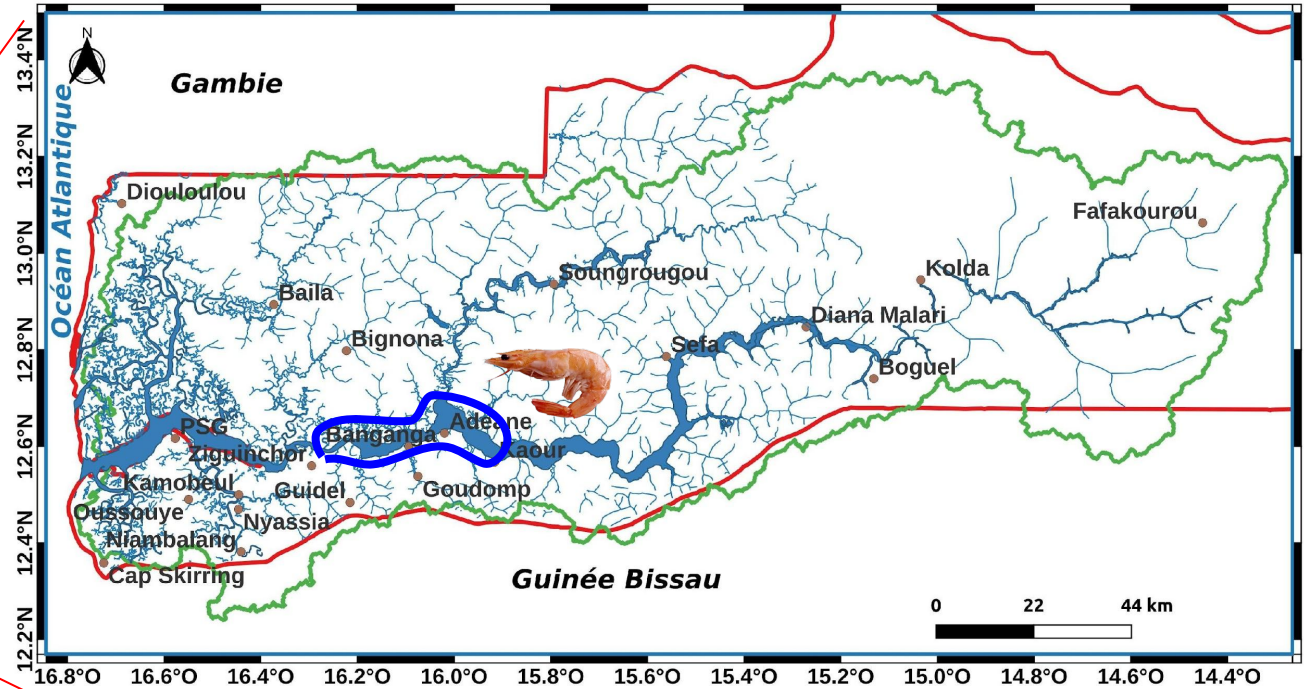 N
Gambie
Océan Atlantique
Diouloulou
Fafakourou
Soungrougou
Kolda
Baila
Diana Malari
Bignona
Sefa
Boguel
Adeane
PSG
Banganga
Kaour
Ziguinchor
Kamobeul
Guidel
Goudomp
Oussouye
Nyassia
Niambalang
Cap Skirring
Guinée Bissau
0 22 44 km
13.4°N
13.2°N
13.0°N
12.8°N
12.6°N
12.4°N
12.2°N
16.8°O 16.6°O 16.4°O 16.2°O 16.0°O 15.8°O 15.6°O 15.4°O 15.2°O 15.0°O 14.8°O 14.6°O 14.4°O